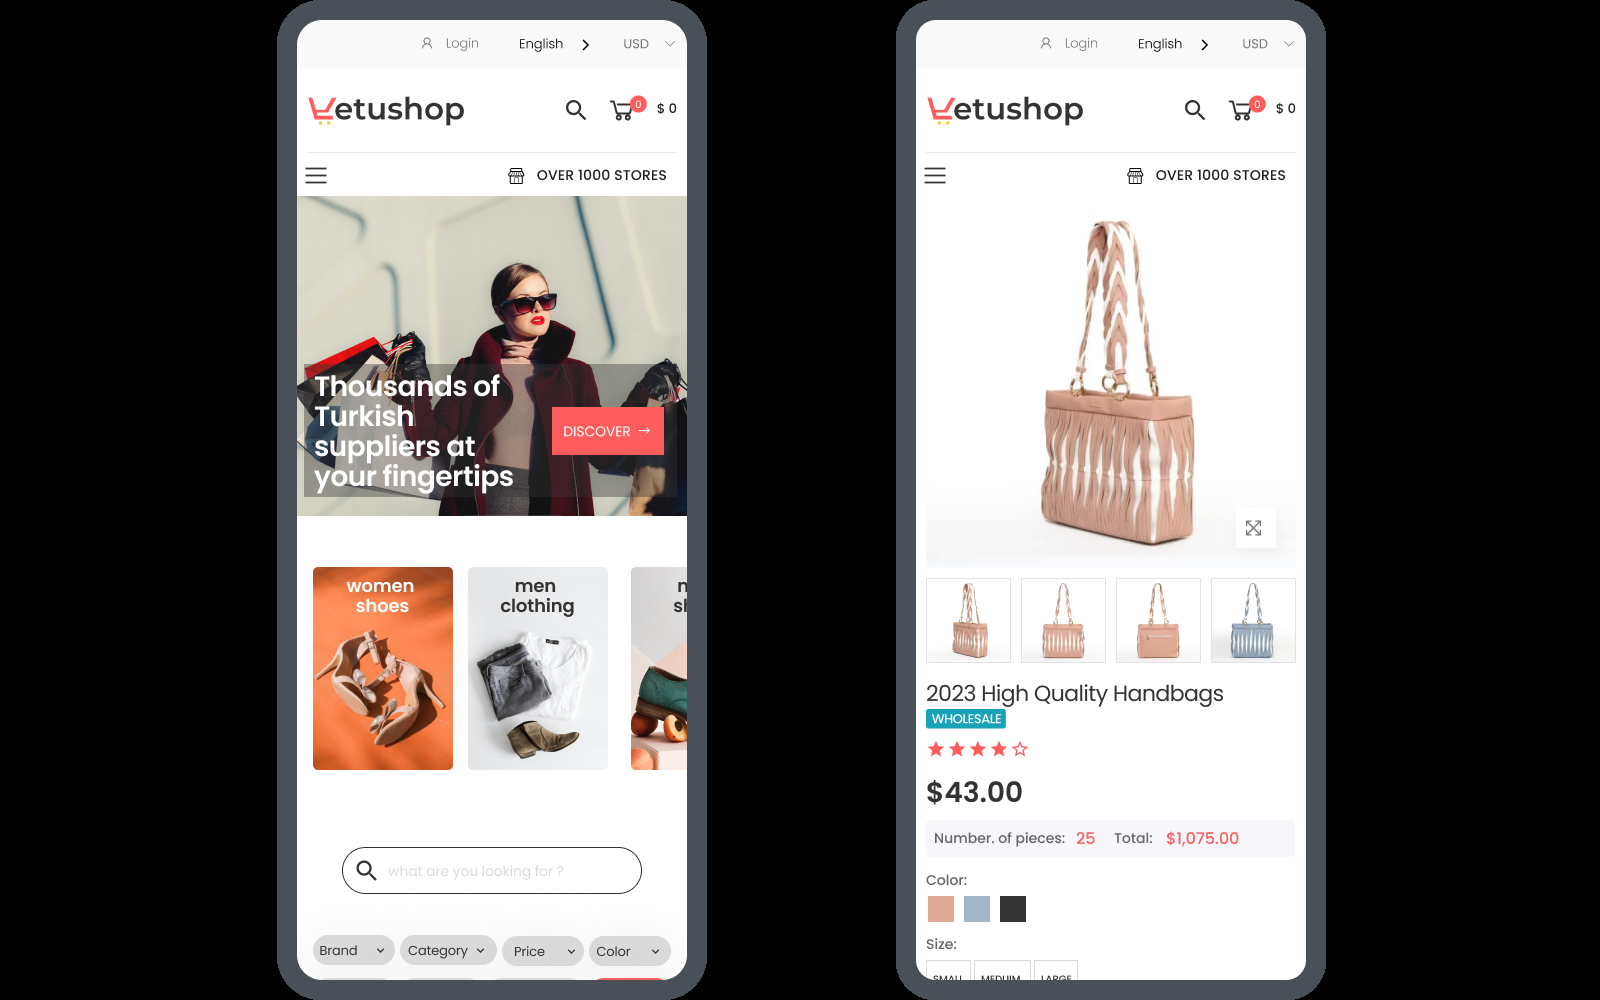 Login English USD
etushop 0 $ 0
OVER 1000 STORES
Thousands of
Turkish
suppliers at
your fingertips
DISCOVER →
women
shoes
men
clothing
what are you looking for ?
Brand Category Price Color
Login English USD
etushop 0 $ 0
OVER 1000 STORES
2023 High Quality Handbags
WHOLESALE
$43.00
Number. of pieces: 25 Total: $1,075.00
Color:
Size:
SMALL MEDUIM LARGE